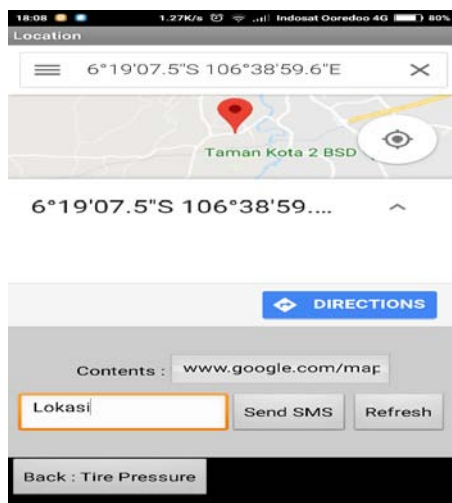 18:08 1.27K/s Indosat Ooredoo 4G 80%
Location
6°19'07.5"S 106°38'59.6"E
Taman Kota 2 BSD
6°19'07.5"S 106°38'59....
DIRECTIONS
Contents : www.google.com/map
Lokasi Send SMS Refresh
Back : Tire Pressure